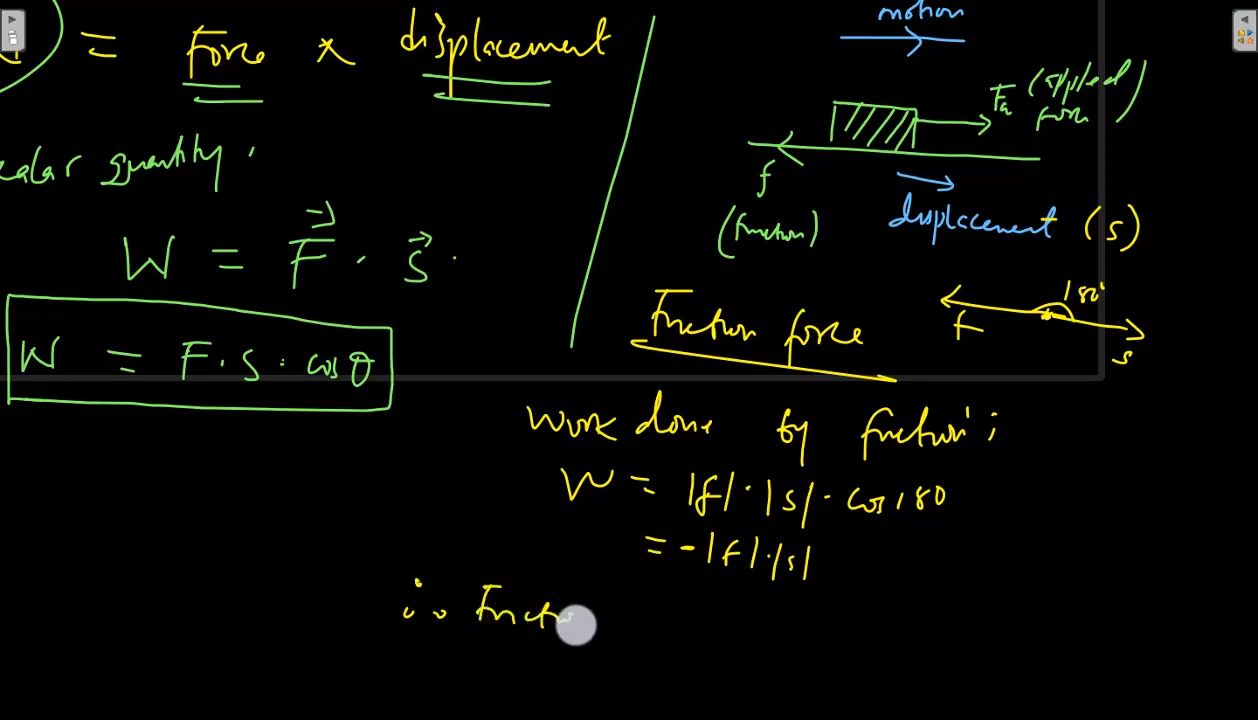 = Force × displacement
calar quantity.
W = F⃗ · s⃗ .
W = F · s · cos θ
motion
Fa (applied force)
f
(friction)
displacement (s)
Friction force
180°
f
s
Work done by friction;
W = |f| · |s| · cos 180
= - |f| · |s|
∴ Frictio